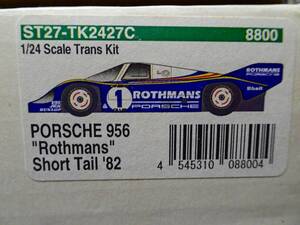 ST27-TK2427C 8800
1/24 Scale Trans Kit
ROTHMANS
1
PORSCHE
Shell
DUNLOP
PORSCHE 956
"Rothmans"
Short Tail '82
4 545310 088004